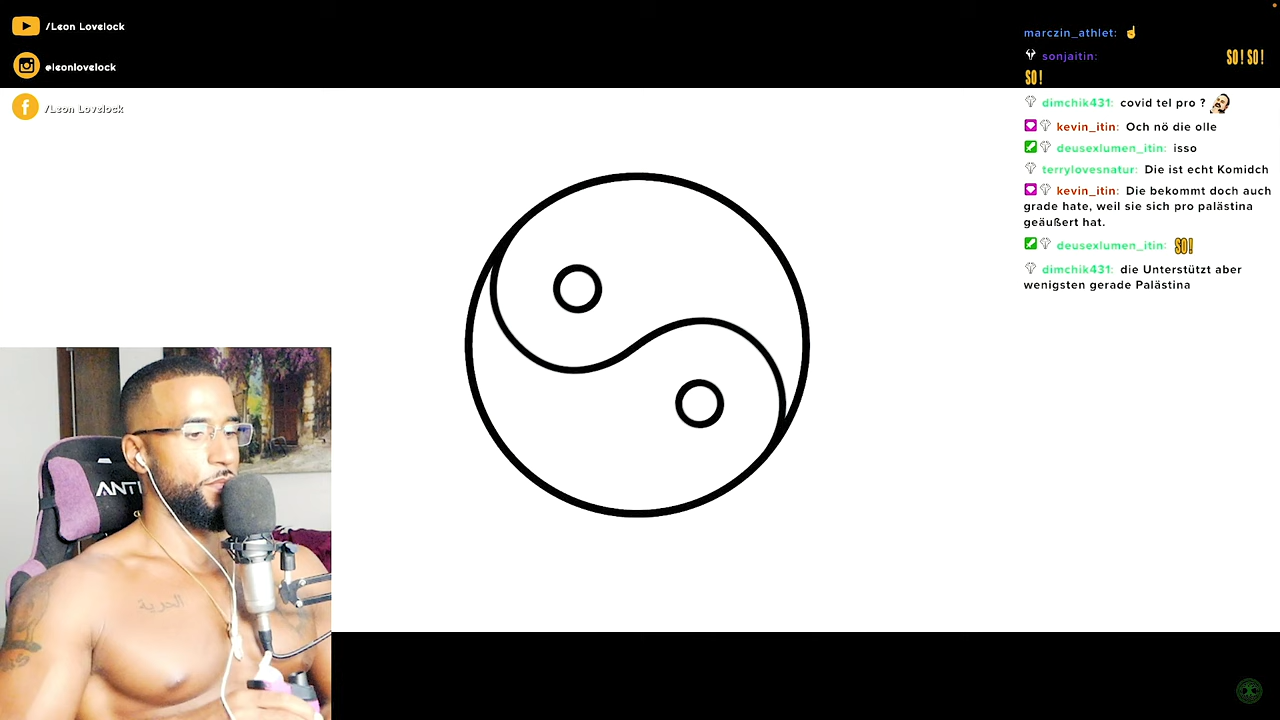 /Leon Lovelock
@leonlovelock
/Leon Lovelock
marczin_athlet:
sonjaitin: SO! SO!
SO!
dimchik431: covid tel pro ?
kevin_itin: Och nö die olle
deusexlumen_itin: isso
terrylovesnatur: Die ist echt Komidch
kevin_itin: Die bekommt doch auch
grade hate, weil sie sich pro palästina
geäußert hat.
deusexlumen_itin: SO!
dimchik431: die Unterstützt aber
wenigsten gerade Palästina
ANT
الحرية